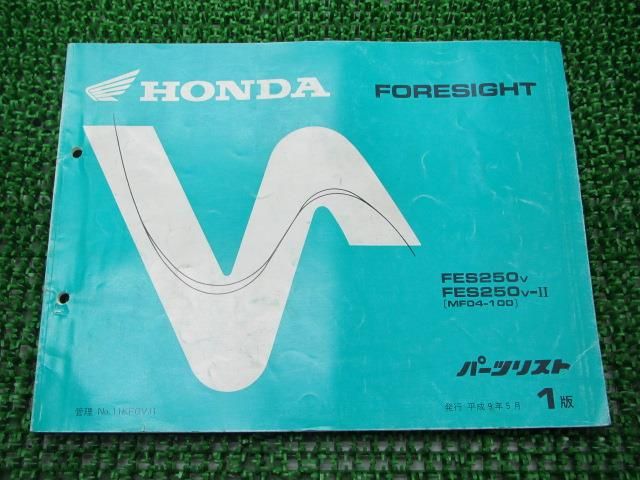 HONDA
FORESIGHT
FES250V
FES250V-II
[MF04-100]
パーツリスト
管理 No.
発行 平成9年5月 1版